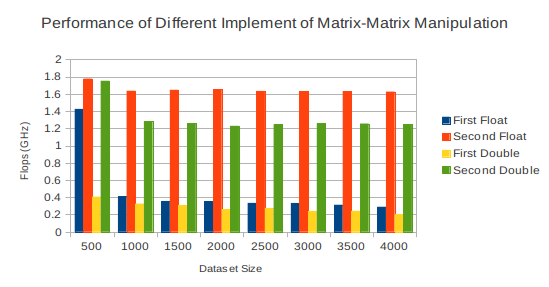 Performance of Different Implement of Matrix-Matrix Manipulation
2
1.8
1.6
1.4
1.2
1
0.8
0.6
0.4
0.2
0
Flops (GHz)
500 1000 1500 2000 2500 3000 3500 4000
Dataset Size
First Float
Second Float
First Double
Second Double